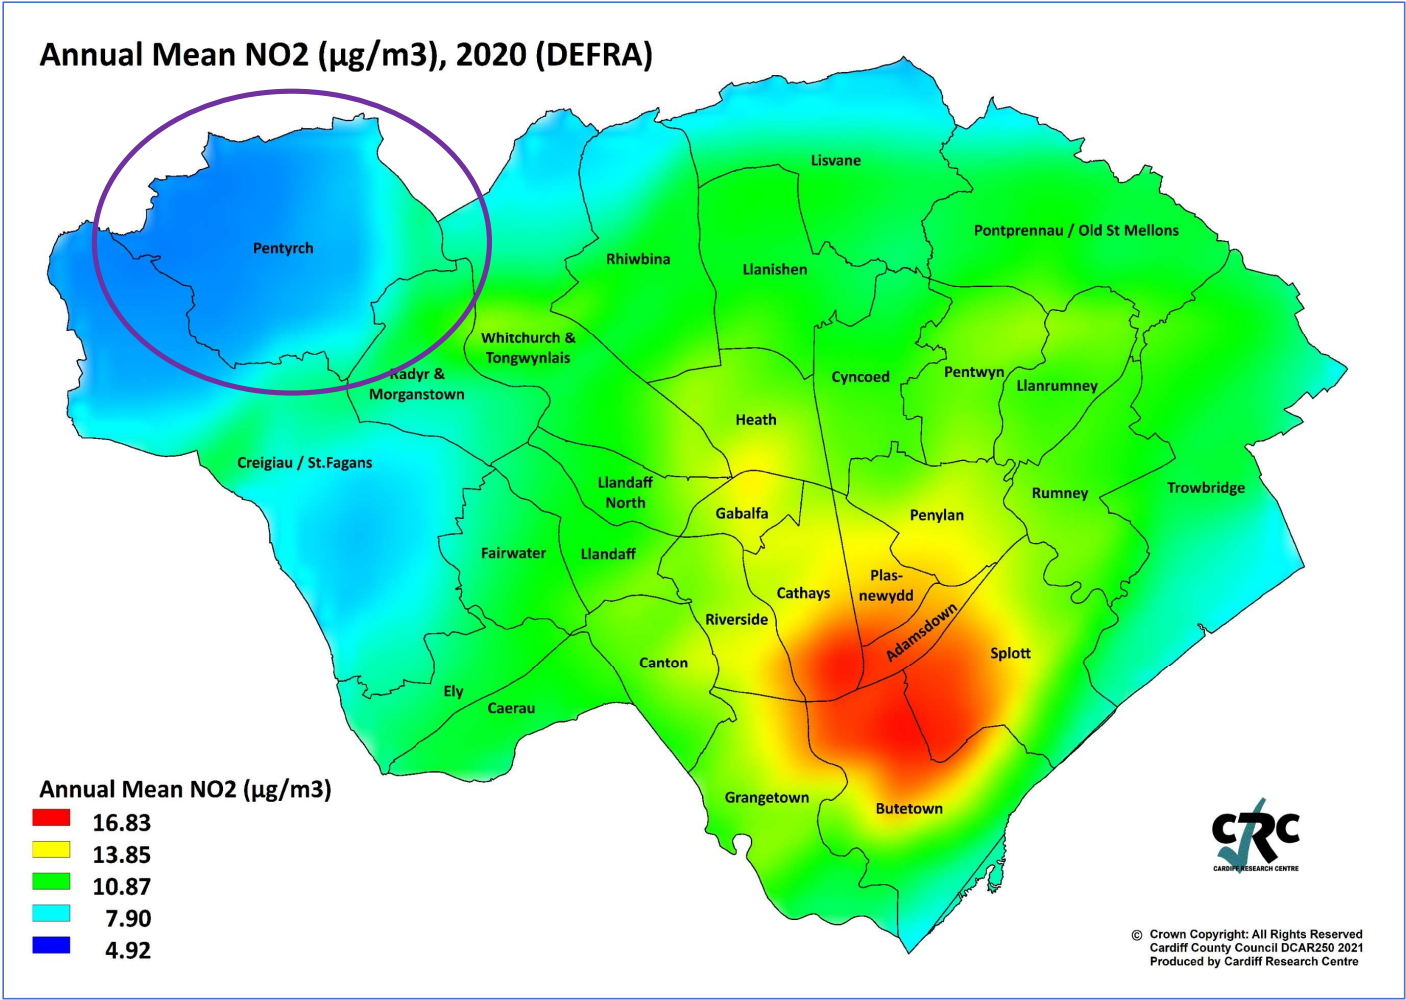 Annual Mean NO2 (µg/m3), 2020 (DEFRA)
Lisvane
Pontprennau / Old St Mellons
Pentyrch
Rhiwbina
Llanishen
Whitchurch &
Tongwynlais
Radyr &
Morganstown
Cyncoed
Pentwyn
Llanrumney
Heath
Creigiau / St.Fagans
Llandaff
North
Rumney
Trowbridge
Gabalfa
Penylan
Fairwater
Llandaff
Plas-
newydd
Cathays
Riverside
Adamsdown
Splott
Canton
Ely
Caerau
Grangetown
Butetown
Annual Mean NO2 (µg/m3)
16.83
13.85
10.87
7.90
4.92
CRC
CARDIFF RESEARCH CENTRE
© Crown Copyright: All Rights Reserved
Cardiff County Council DCAR250 2021
Produced by Cardiff Research Centre